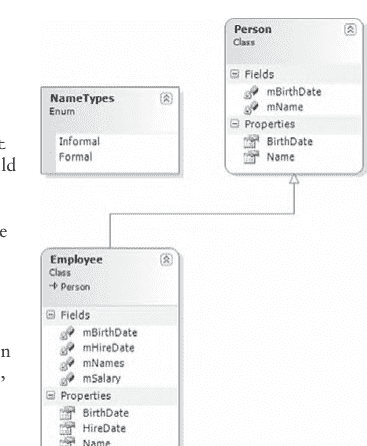 Person
Class
Fields
mBirthDate
mName
Properties
BirthDate
Name
NameTypes
Enum
Informal
Formal
ld
e
Employee
Class
Person
Fields
mBirthDate
mHireDate
mNames
mSalary
Properties
BirthDate
HireDate
Name
n
,